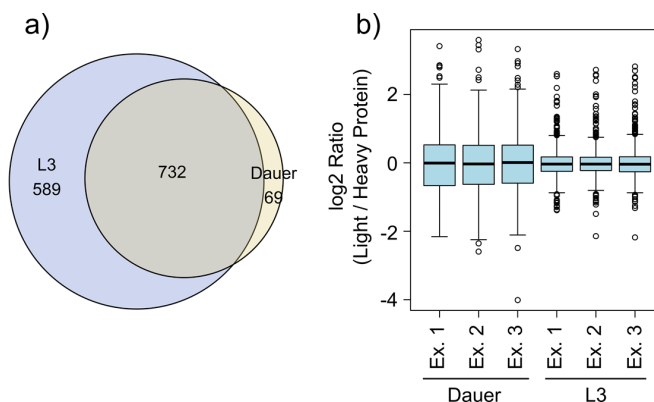 a)
L3
589
732
Dauer
69
b)
log2 Ratio
(Light / Heavy Protein)
2
0
-2
-4
Ex. 1
Ex. 2
Ex. 3
Ex. 1
Ex. 2
Ex. 3
Dauer
L3